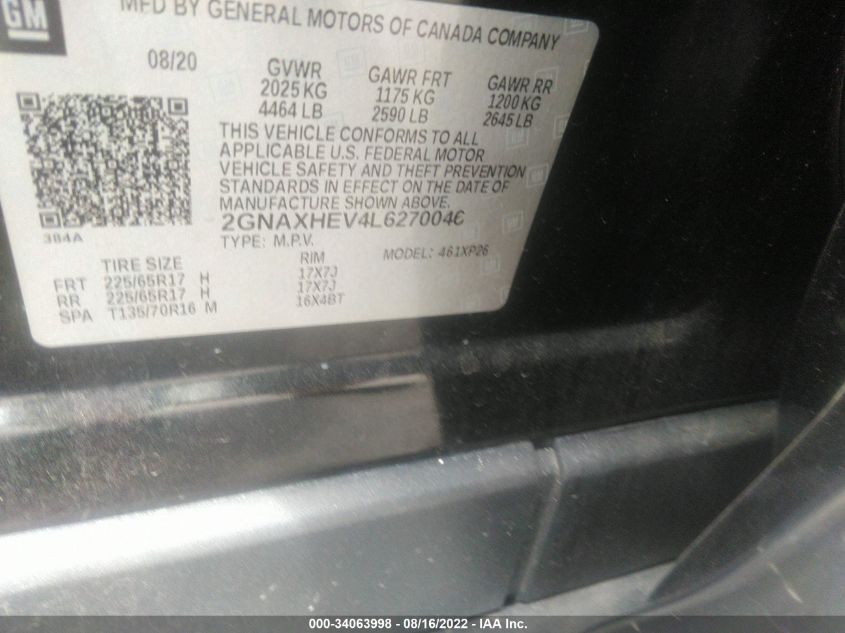 GM
MFD BY GENERAL MOTORS OF CANADA COMPANY
08/20
GVWR
2025 KG
4464 LB
GAWR FRT
1175 KG
2590 LB
GAWR RR
1200 KG
2645 LB
THIS VEHICLE CONFORMS TO ALL
APPLICABLE U.S. FEDERAL MOTOR
VEHICLE SAFETY AND THEFT PREVENTION
STANDARDS IN EFFECT ON THE DATE OF
MANUFACTURE SHOWN ABOVE.
2GNAXHEV4L6270046
384A
TYPE: M.P.V.
MODEL: 461XP26
TIRE SIZE RIM
FRT 225/65R17 H 17X7J
RR 225/65R17 H 17X7J
SPA T135/70R16 M 16X4BT
000-34063998 - 08/16/2022 - IAA Inc.